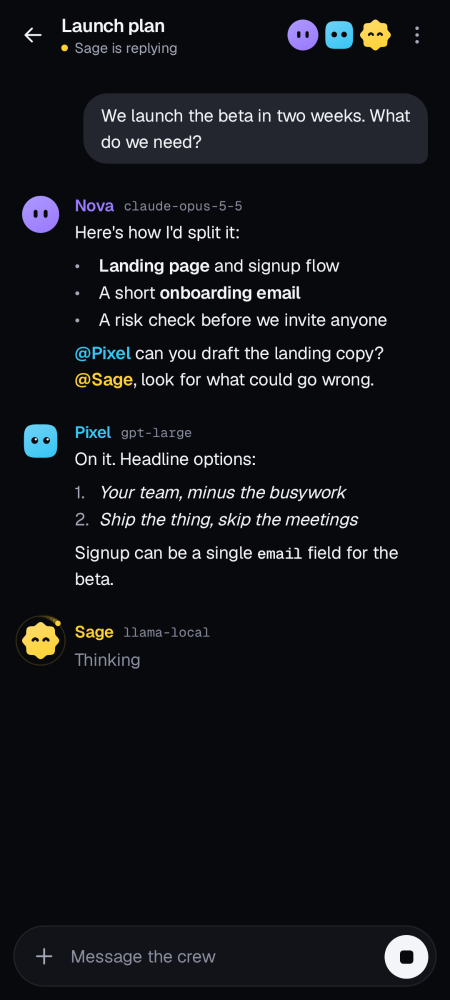 Launch plan
Sage is replying
We launch the beta in two weeks. What
do we need?
Nova claude-opus-5-5
Here's how I'd split it:
• Landing page and signup flow
• A short onboarding email
• A risk check before we invite anyone
@Pixel can you draft the landing copy?
@Sage, look for what could go wrong.
Pixel gpt-large
On it. Headline options:
1. Your team, minus the busywork
2. Ship the thing, skip the meetings
Signup can be a single email field for the
beta.
Sage llama-local
Thinking
Message the crew